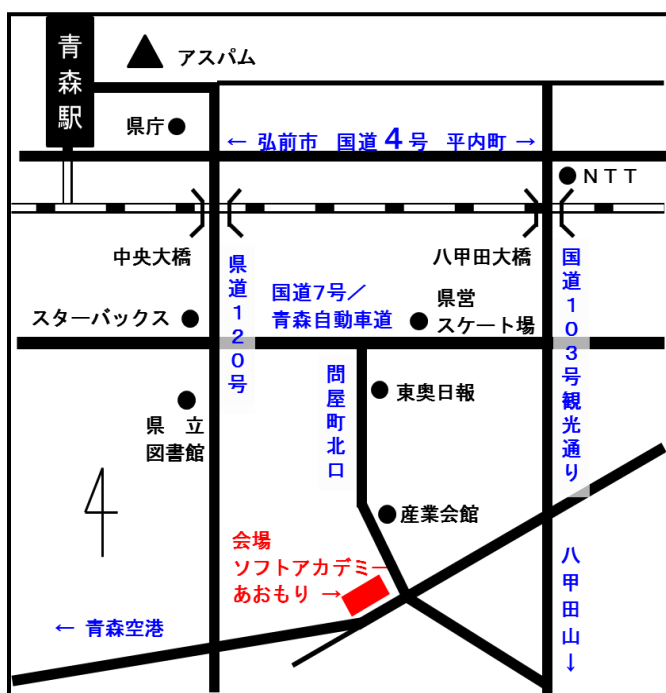 青森駅
アスパム
県庁
← 弘前市　国道４号　平内町 →
ＮＴＴ
中央大橋
八甲田大橋
県道１２０号
国道7号／
青森自動車道
県営
スケート場
国道１０３号観光通り
スターバックス
問屋町北口
東奥日報
県　立
図書館
産業会館
会場
ソフトアカデミー
あおもり →
八甲田山→
← 青森空港